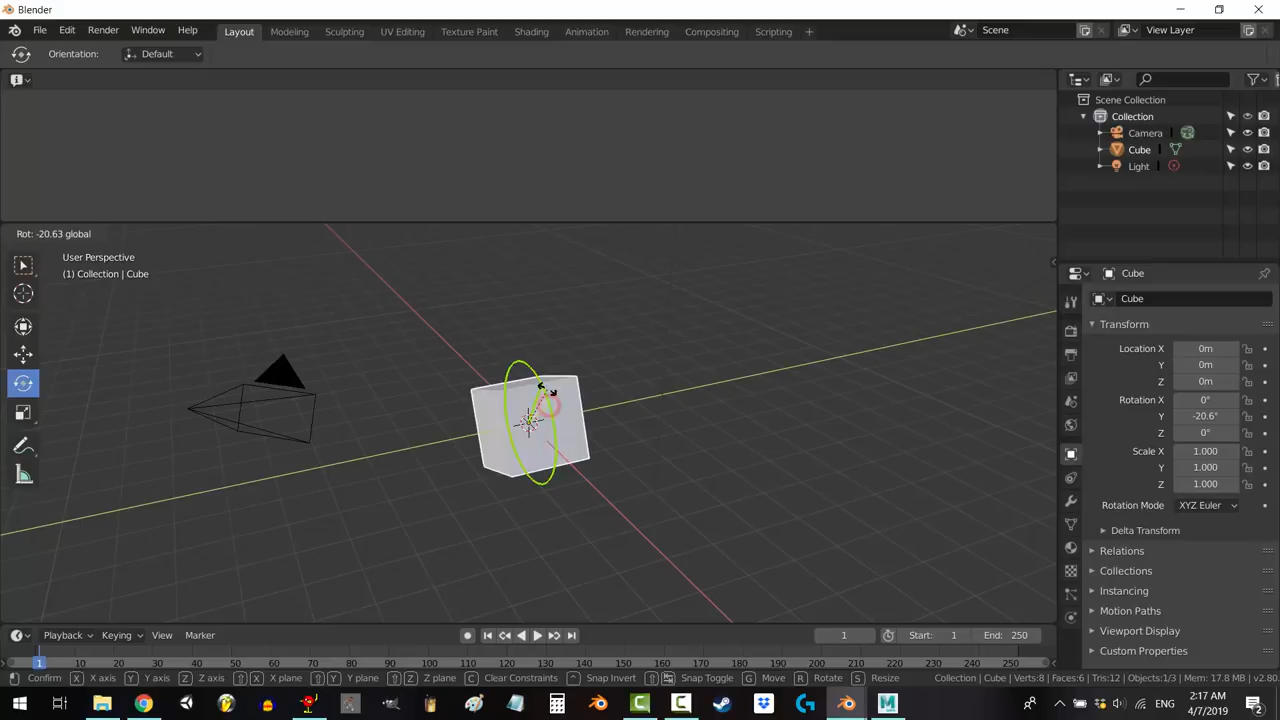 Blender
File Edit Render Window Help Layout Modeling Sculpting UV Editing Texture Paint Shading Animation Rendering Compositing Scripting + Scene View Layer
Orientation: Default
Scene Collection
Collection
Camera
Cube
Light
Rot: -20.63 global
User Perspective
(1) Collection | Cube
Cube
Cube
Transform
Location X 0m
Y 0m
Z 0m
Rotation X 0°
Y -20.6°
Z 0°
Scale X 1.000
Y 1.000
Z 1.000
Rotation Mode XYZ Euler
Delta Transform
Relations
Collections
Instancing
Motion Paths
Viewport Display
Custom Properties
Playback Keying View Marker 1 Start: 1 End: 250
1 10 20 30 40 50 60 70 80 90 100 110 120 130 140 150 160 170 180 190 200 210 220 230 240 250
Confirm X X axis Y Y axis Z Z axis X X plane Y Y plane Z Z plane C Clear Constraints Snap Invert Snap Toggle G Move R Rotate S Resize Collection | Cube | Verts:8 | Faces:6 | Tris:12 | Objects:1/3 | Mem: 17.8 MB | v2.80.
ENG 2:17 AM
4/7/2019 2